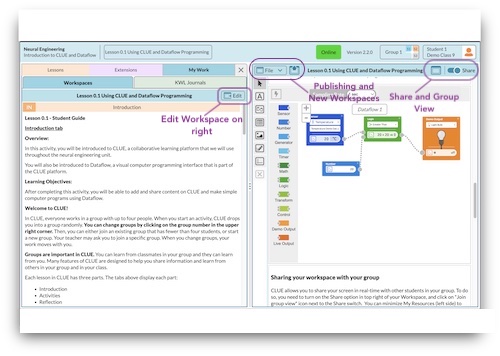 Neural Engineering
Introduction to CLUE and Dataflow
Lesson 0.1 Using CLUE and Dataflow Programming
Online
Version 2.2.0
Group 1
Student 1
Demo Class 9
Lessons
Extensions
My Work
Workspaces
KWL Journals
Lesson 0.1 Using CLUE and Dataflow Programming
Edit
Introduction
Edit Workspace on
right
Lesson 0.1 - Student Guide
Introduction tab
Overview:
In this activity, you will be introduced to CLUE, a collaborative learning platform that we will use
throughout the neural engineering unit.
You will also be introduced to Dataflow, a visual computer programming interface that is part of
the CLUE platform.
Learning Objectives:
After completing this activity, you will be able to add and share content on CLUE and make simple
computer programs using Dataflow.
Welcome to CLUE!
In CLUE, everyone works in a group with up to four people. When you start an activity, CLUE drops
you into a group randomly. You can change groups by clicking on the group number in the upper
right corner. Then, you can either join an existing group that has fewer than four students, or start
a new group. Your teacher may ask you to join a specific group. When you change groups, your
work moves with you.
Groups are important in CLUE. You can learn from classmates in your group and they can learn
from you. Many features of CLUE are designed to help you share information and learn from
others in your group and in your class.
Each lesson in CLUE has three parts. The tabs above display each part:
• Introduction
• Activities
• Reflection
File
Lesson 0.1 Using CLUE and Dataflow Programming
Share
Publishing and
New Workspaces
Share and Group
View
Dataflow 2
Sensor
Number
Generator
Timer
Math
Logic
Transform
Control
Demo Output
Live Output
Sharing your workspace with your group
CLUE allows you to share your screen in real-time with other students in your group. To do
so, you need to turn on the Share option in top right of your Workspace, and click on "Join
group view" icon next to the Share switch. You can minimize My Resources (left side) to